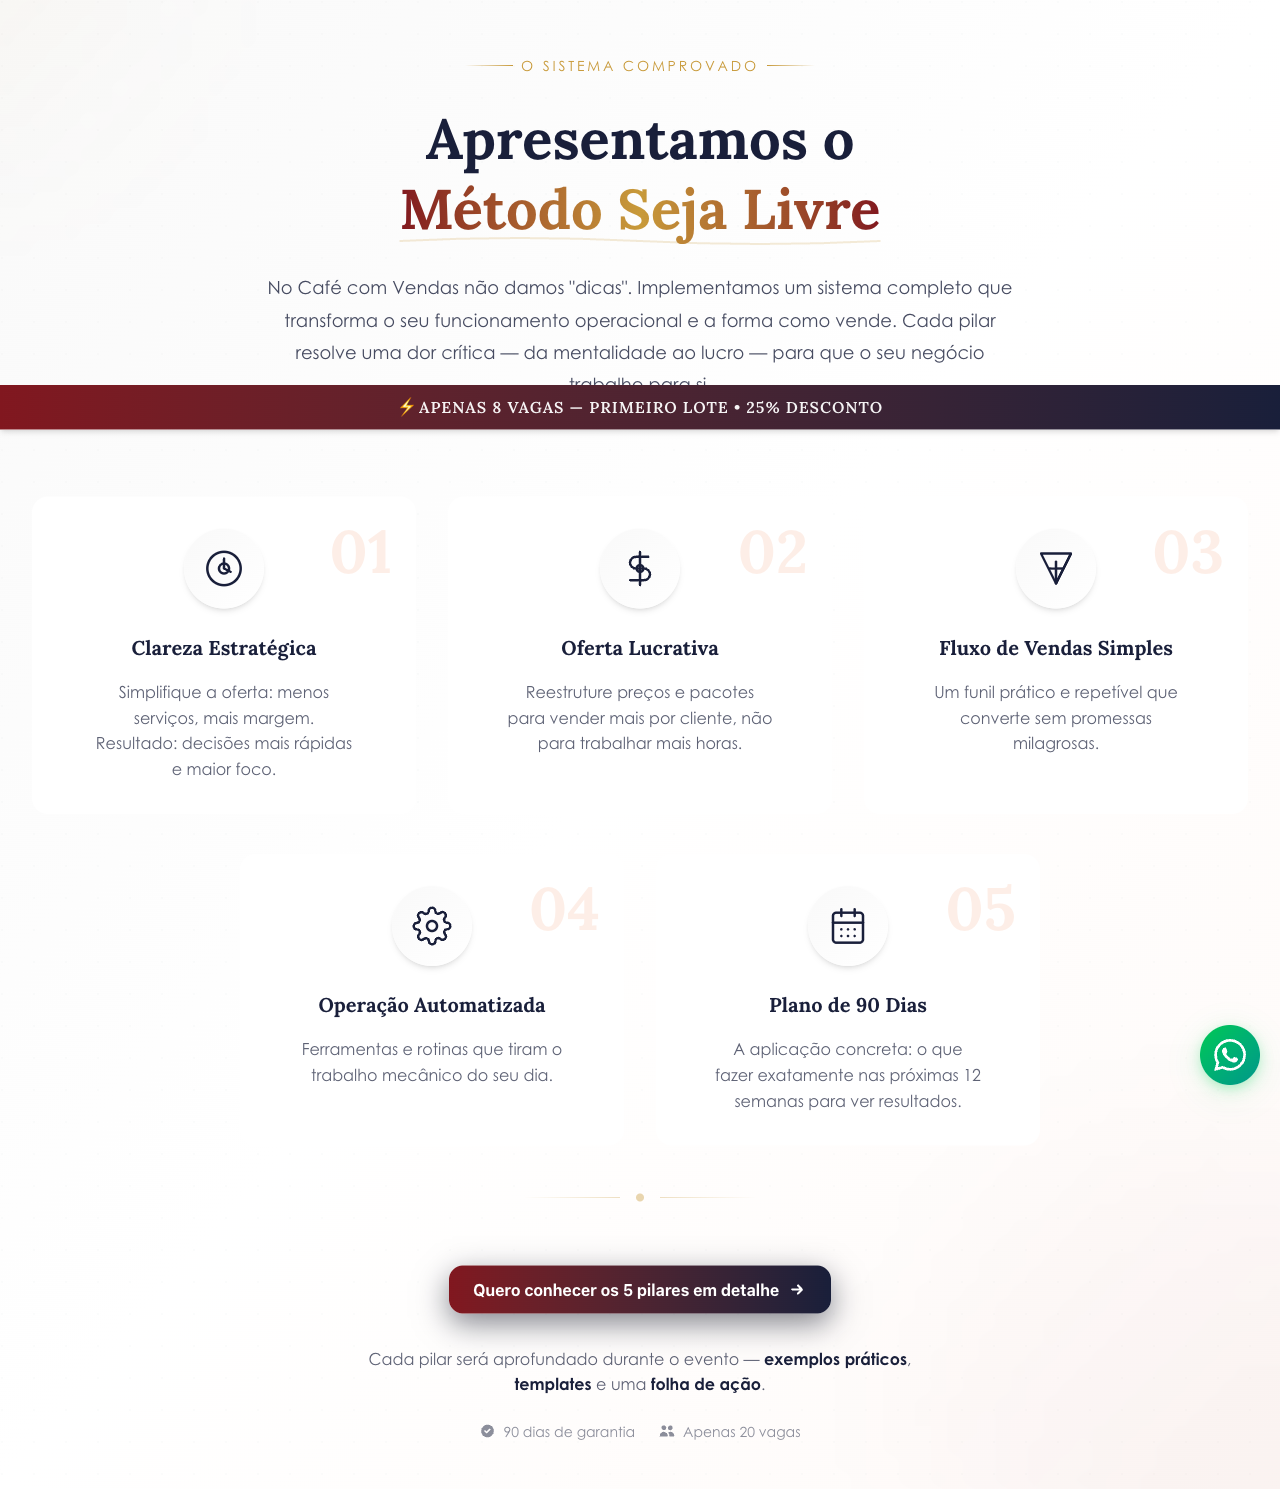 O SISTEMA COMPROVADO
Apresentamos o
Método Seja Livre
No Café com Vendas não damos "dicas". Implementamos um sistema completo que
transforma o seu funcionamento operacional e a forma como vende. Cada pilar
resolve uma dor crítica — da mentalidade ao lucro — para que o seu negócio
trabalhe para si.
⚡ APENAS 8 VAGAS — PRIMEIRO LOTE • 25% DESCONTO
01
Clareza Estratégica
Simplifique a oferta: menos
serviços, mais margem.
Resultado: decisões mais rápidas
e maior foco.
02
Oferta Lucrativa
Reestruture preços e pacotes
para vender mais por cliente, não
para trabalhar mais horas.
03
Fluxo de Vendas Simples
Um funil prático e repetível que
converte sem promessas
milagrosas.
04
Operação Automatizada
Ferramentas e rotinas que tiram o
trabalho mecânico do seu dia.
05
Plano de 90 Dias
A aplicação concreta: o que
fazer exatamente nas próximas 12
semanas para ver resultados.
Quero conhecer os 5 pilares em detalhe →
Cada pilar será aprofundado durante o evento — exemplos práticos,
templates e uma folha de ação.
90 dias de garantia
Apenas 20 vagas